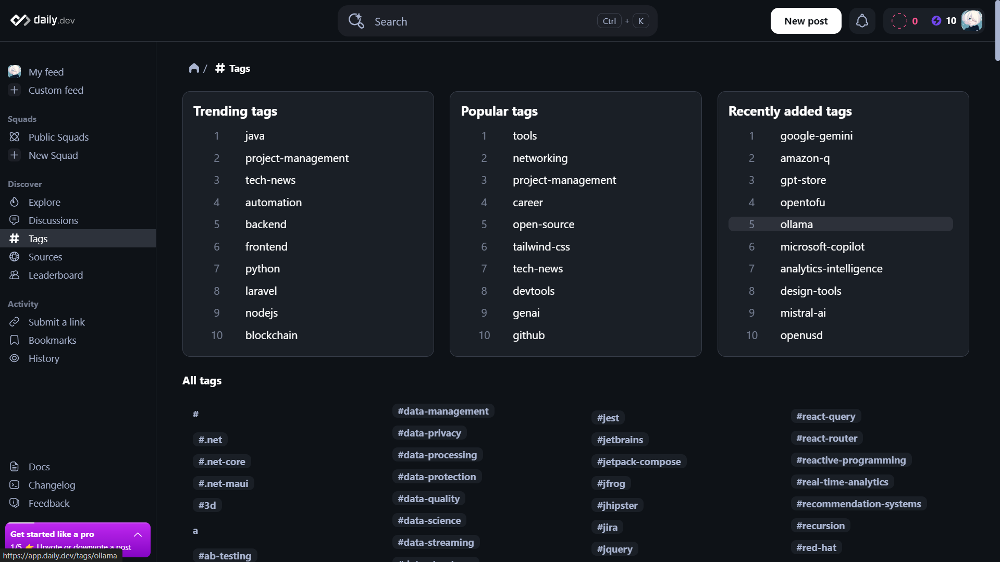 daily.dev
Search
Ctrl + K
New post
0
10
My feed
Custom feed
Squads
Public Squads
New Squad
Discover
Explore
Discussions
Tags
Sources
Leaderboard
Activity
Submit a link
Bookmarks
History
Docs
Changelog
Feedback
Get started like a pro
1/5 👉 Upvote or downvote a post
https://app.daily.dev/tags/ollama
/ # Tags
Trending tags
1 java
2 project-management
3 tech-news
4 automation
5 backend
6 frontend
7 python
8 laravel
9 nodejs
10 blockchain
Popular tags
1 tools
2 networking
3 project-management
4 career
5 open-source
6 tailwind-css
7 tech-news
8 devtools
9 genai
10 github
Recently added tags
1 google-gemini
2 amazon-q
3 gpt-store
4 opentofu
5 ollama
6 microsoft-copilot
7 analytics-intelligence
8 design-tools
9 mistral-ai
10 openusd
All tags
#
#.net
#.net-core
#.net-maui
#3d
a
#ab-testing
#data-management
#data-privacy
#data-processing
#data-protection
#data-quality
#data-science
#data-streaming
#jest
#jetbrains
#jetpack-compose
#jfrog
#jhipster
#jira
#jquery
#react-query
#react-router
#reactive-programming
#real-time-analytics
#recommendation-systems
#recursion
#red-hat